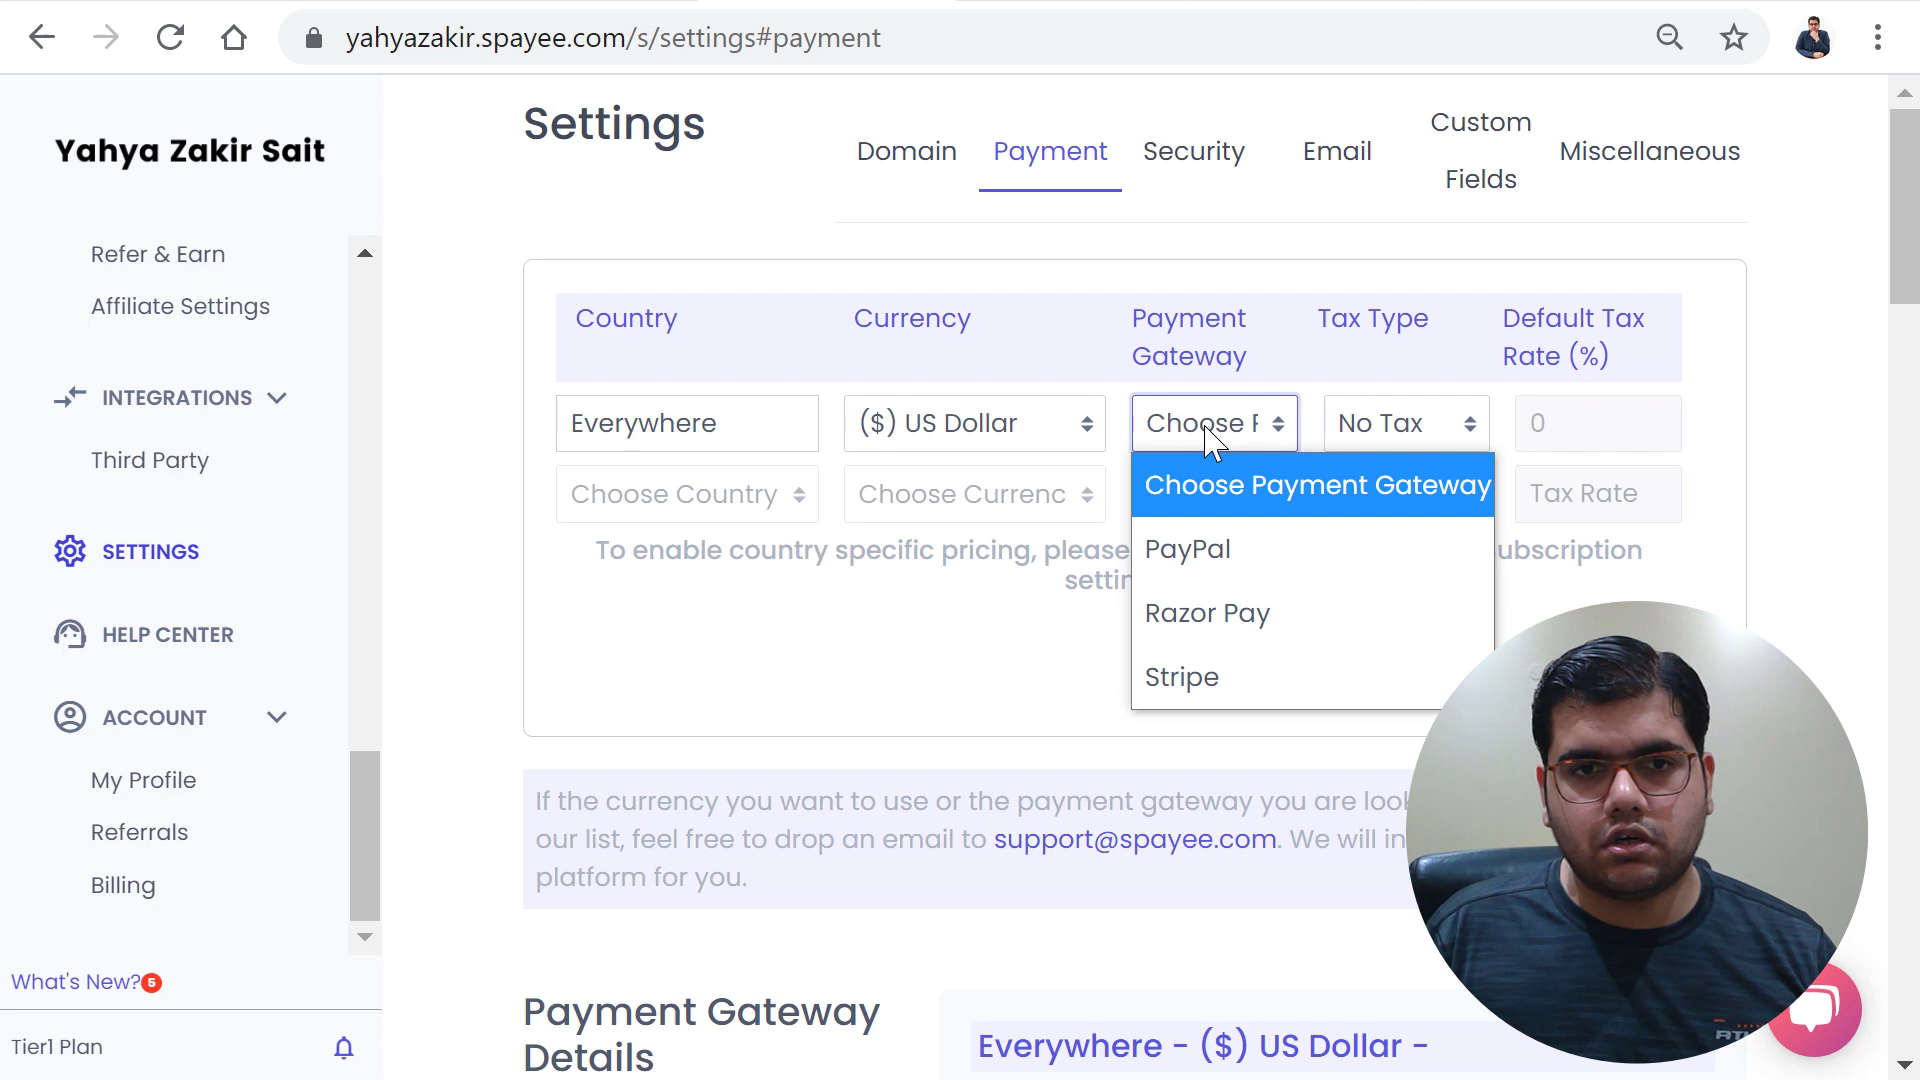 yahyazakir.spayee.com/s/settings#payment
Yahya Zakir Sait
Refer & Earn
Affiliate Settings
INTEGRATIONS
Third Party
SETTINGS
HELP CENTER
ACCOUNT
My Profile
Referrals
Billing
What's New? 5
Tier1 Plan
Settings
Domain
Payment
Security
Email
Custom
Fields
Miscellaneous
Country
Currency
Payment
Gateway
Tax Type
Default Tax
Rate (%)
Everywhere
($) US Dollar
Choose
No Tax
0
Choose Country
Choose Currenc
Tax Rate
Choose Payment Gateway
PayPal
Razor Pay
Stripe
To enable country specific pricing, please ubscription
settin
If the currency you want to use or the payment gateway you are look
our list, feel free to drop an email to support@spayee.com. We will in
platform for you.
Payment Gateway
Details
Everywhere - ($) US Dollar -